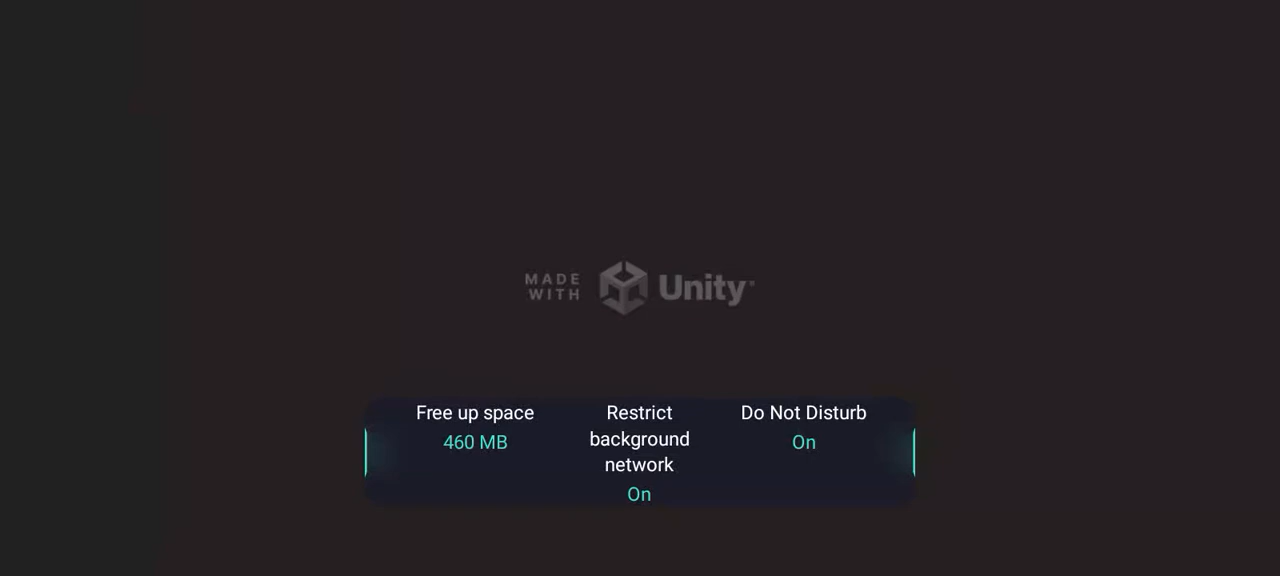 MADE
WITH
Unity
Free up space
460 MB
Restrict
background
network
On
Do Not Disturb
On